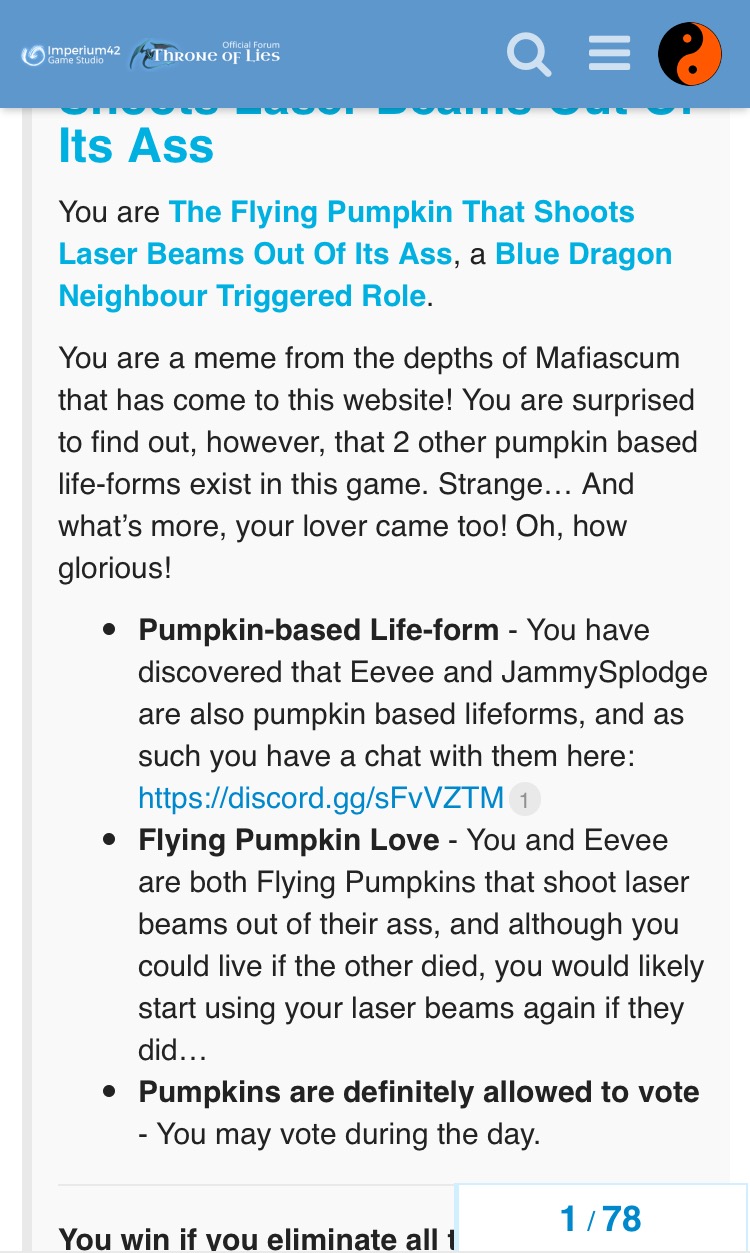 Imperium42
Game Studio
Official Forum
Throne of Lies
Shoots Laser Beams Out Of
Its Ass
You are The Flying Pumpkin That Shoots
Laser Beams Out Of Its Ass, a Blue Dragon
Neighbour Triggered Role.
You are a meme from the depths of Mafiascum
that has come to this website! You are surprised
to find out, however, that 2 other pumpkin based
life-forms exist in this game. Strange… And
what’s more, your lover came too! Oh, how
glorious!
• Pumpkin-based Life-form - You have
discovered that Eevee and JammySplodge
are also pumpkin based lifeforms, and as
such you have a chat with them here:
https://discord.gg/sFvVZTM 1
• Flying Pumpkin Love - You and Eevee
are both Flying Pumpkins that shoot laser
beams out of their ass, and although you
could live if the other died, you would likely
start using your laser beams again if they
did…
• Pumpkins are definitely allowed to vote
- You may vote during the day.
You win if you eliminate all t
1 / 78